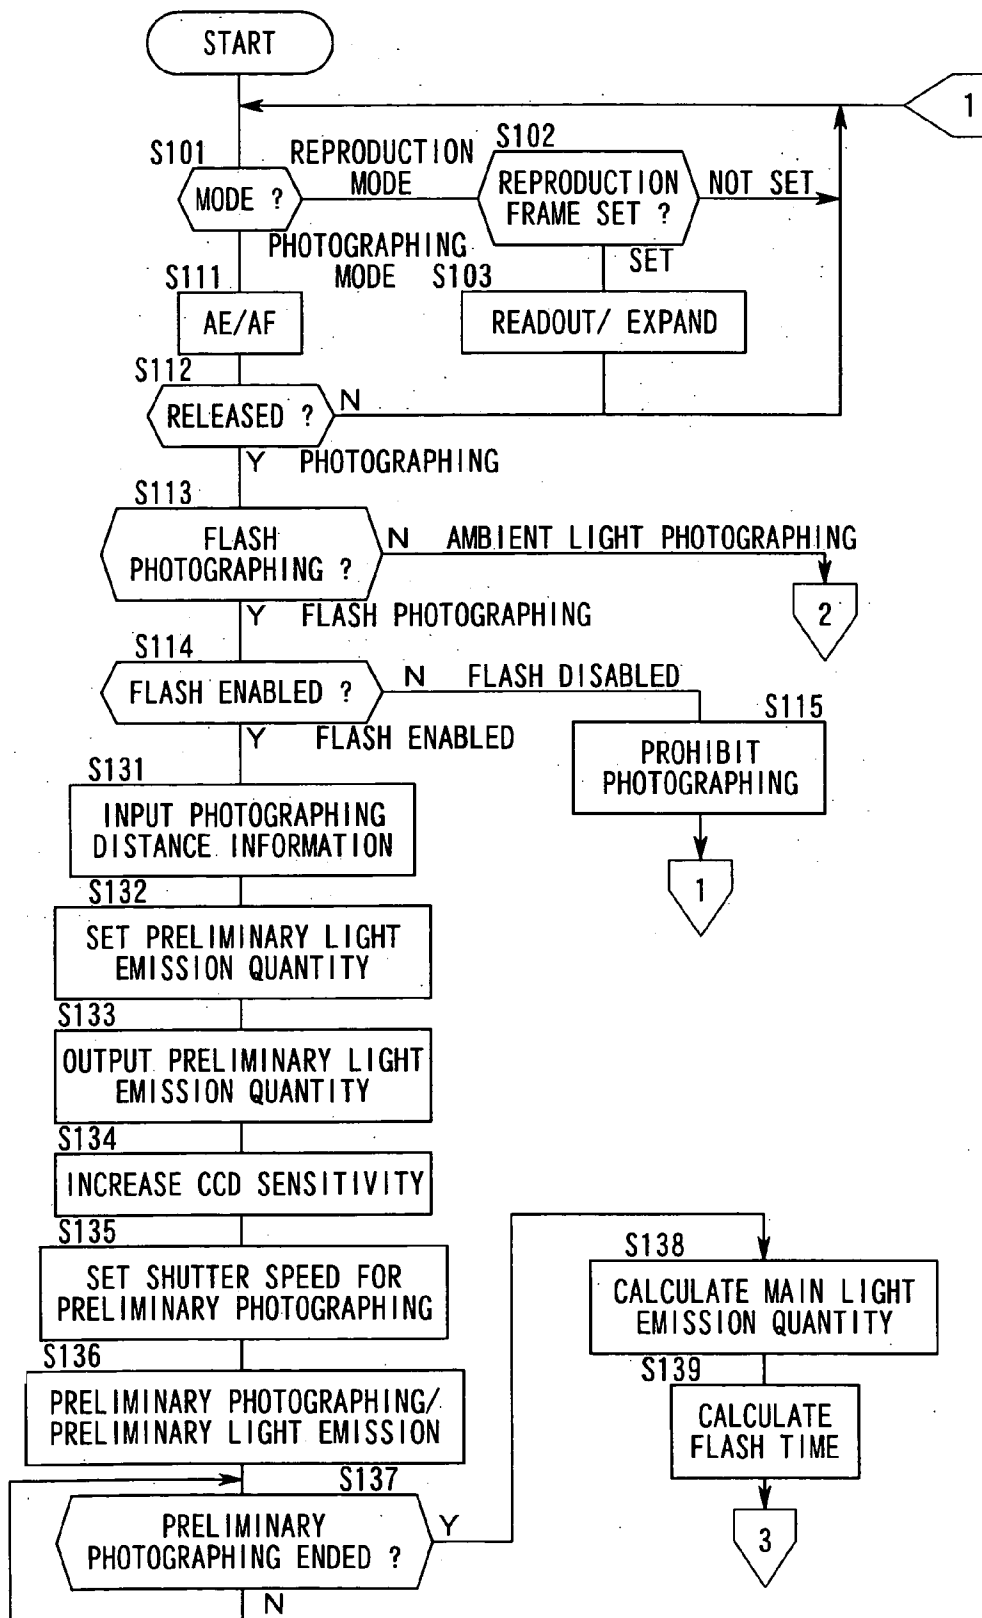 START
1
S101
MODE ?
REPRODUCTION
MODE
S102
REPRODUCTION
FRAME SET ?
NOT SET
PHOTOGRAPHING
MODE
SET
S103
READOUT/ EXPAND
S111
AE/AF
S112
RELEASED ?
N
Y PHOTOGRAPHING
S113
FLASH
PHOTOGRAPHING ?
N AMBIENT LIGHT PHOTOGRAPHING
2
Y FLASH PHOTOGRAPHING
S114
FLASH ENABLED ?
N FLASH DISABLED
S115
PROHIBIT
PHOTOGRAPHING
1
Y FLASH ENABLED
S131
INPUT PHOTOGRAPHING
DISTANCE INFORMATION
S132
SET PRELIMINARY LIGHT
EMISSION QUANTITY
S133
OUTPUT PRELIMINARY LIGHT
EMISSION QUANTITY
S134
INCREASE CCD SENSITIVITY
S135
SET SHUTTER SPEED FOR
PRELIMINARY PHOTOGRAPHING
S136
PRELIMINARY PHOTOGRAPHING/
PRELIMINARY LIGHT EMISSION
S137
PRELIMINARY
PHOTOGRAPHING ENDED ?
Y
N
S138
CALCULATE MAIN LIGHT
EMISSION QUANTITY
S139
CALCULATE
FLASH TIME
3